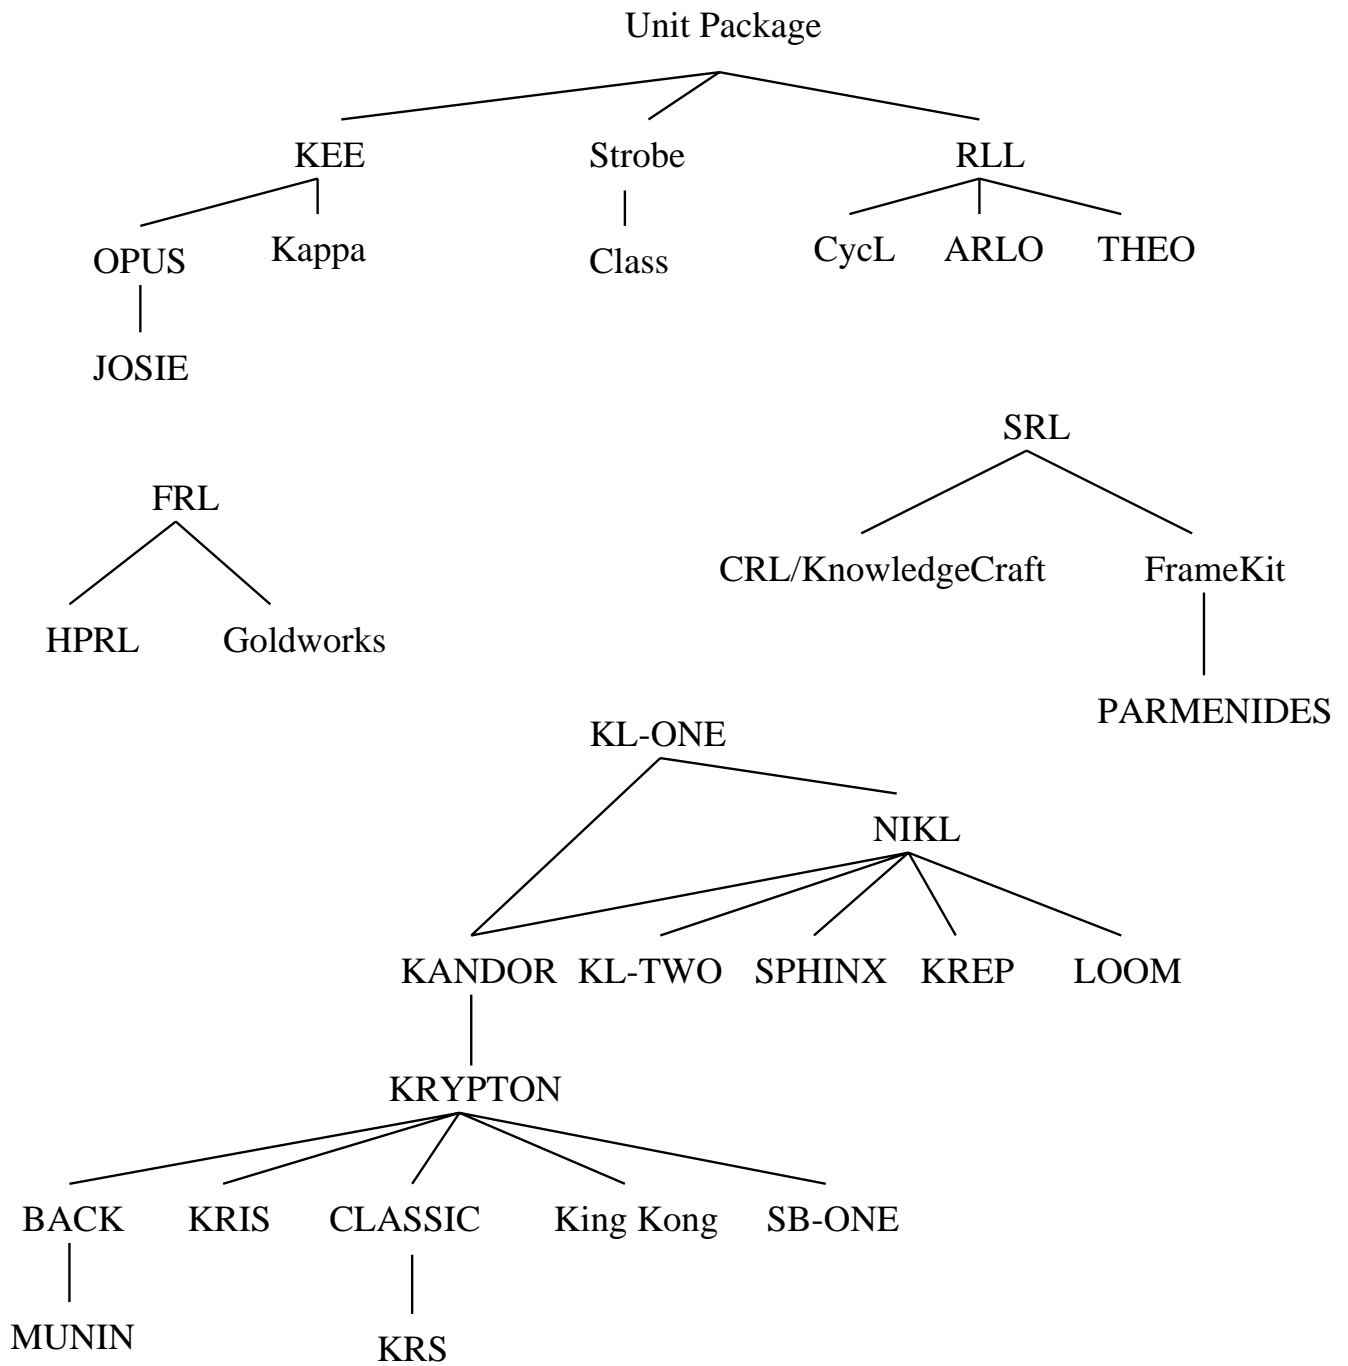 Unit Package
KEE Strobe RLL
OPUS Kappa Class CycL ARLO THEO
JOSIE
SRL
FRL
CRL/KnowledgeCraft FrameKit
HPRL Goldworks
PARMENIDES
KL-ONE
NIKL
KANDOR KL-TWO SPHINX KREP LOOM
KRYPTON
BACK KRIS CLASSIC King Kong SB-ONE
MUNIN KRS